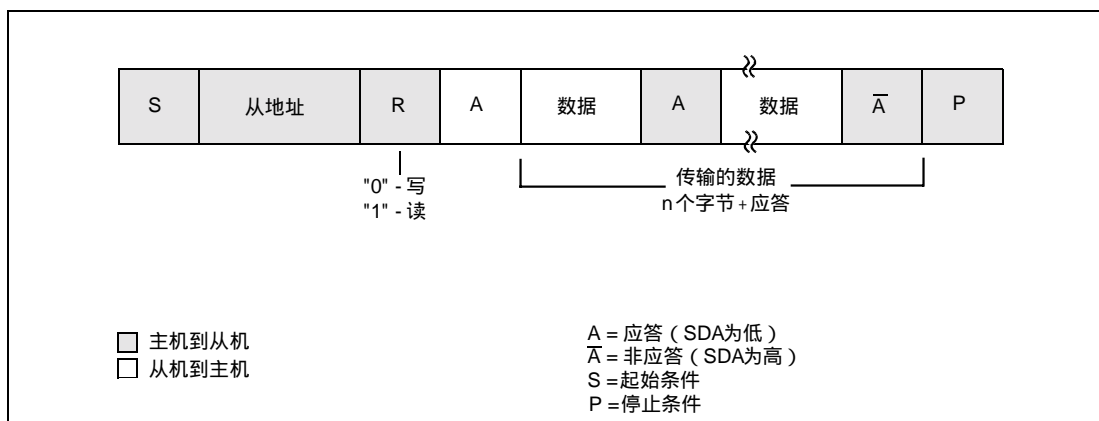 S 从地址 R A 数据 A 数据 A̅ P
"0" - 写
"1" - 读
传输的数据
n个字节+应答
主机到从机
从机到主机
A = 应答（SDA为低）
A̅ = 非应答（SDA为高）
S =起始条件
P =停止条件